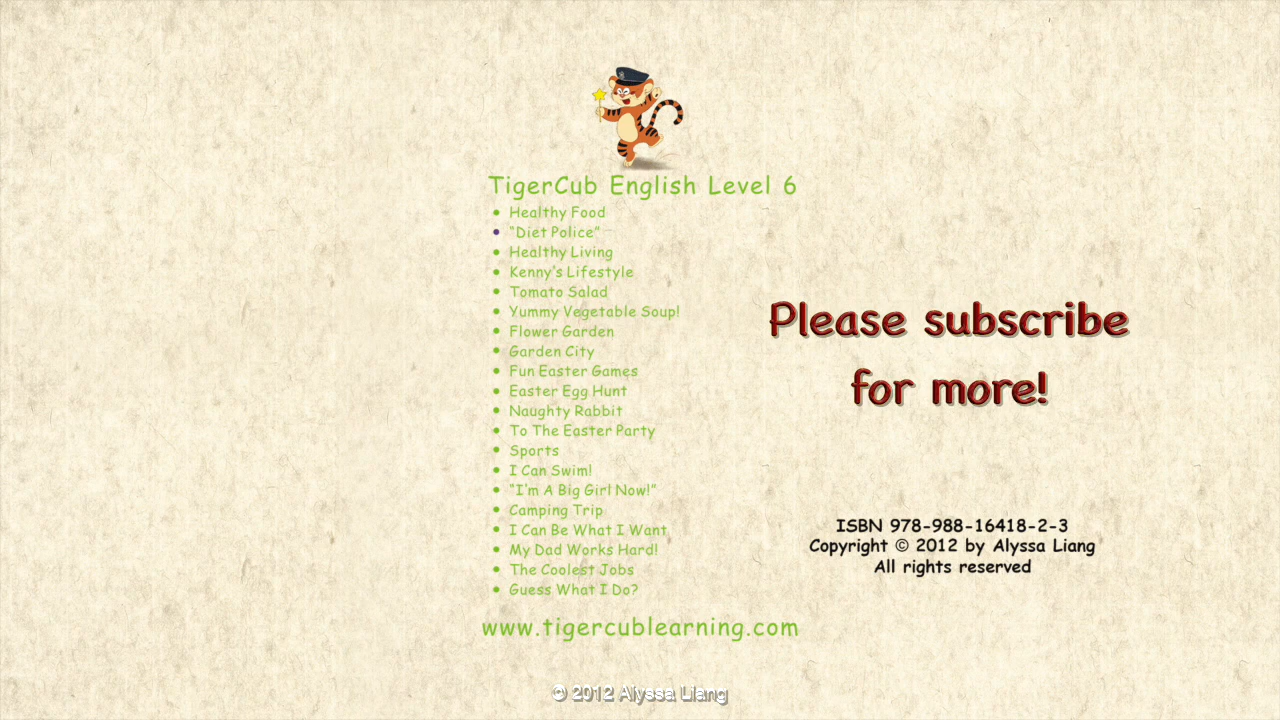 TigerCub English Level 6
• Healthy Food
• “Diet Police”
• Healthy Living
• Kenny's Lifestyle
• Tomato Salad
• Yummy Vegetable Soup!
• Flower Garden
• Garden City
• Fun Easter Games
• Easter Egg Hunt
• Naughty Rabbit
• To The Easter Party
• Sports
• I Can Swim!
• “I'm A Big Girl Now!”
• Camping Trip
• I Can Be What I Want
• My Dad Works Hard!
• The Coolest Jobs
• Guess What I Do?
www.tigercublearning.com
Please subscribe
for more!
ISBN 978-988-16418-2-3
Copyright © 2012 by Alyssa Liang
All rights reserved
© 2012 Alyssa Liang